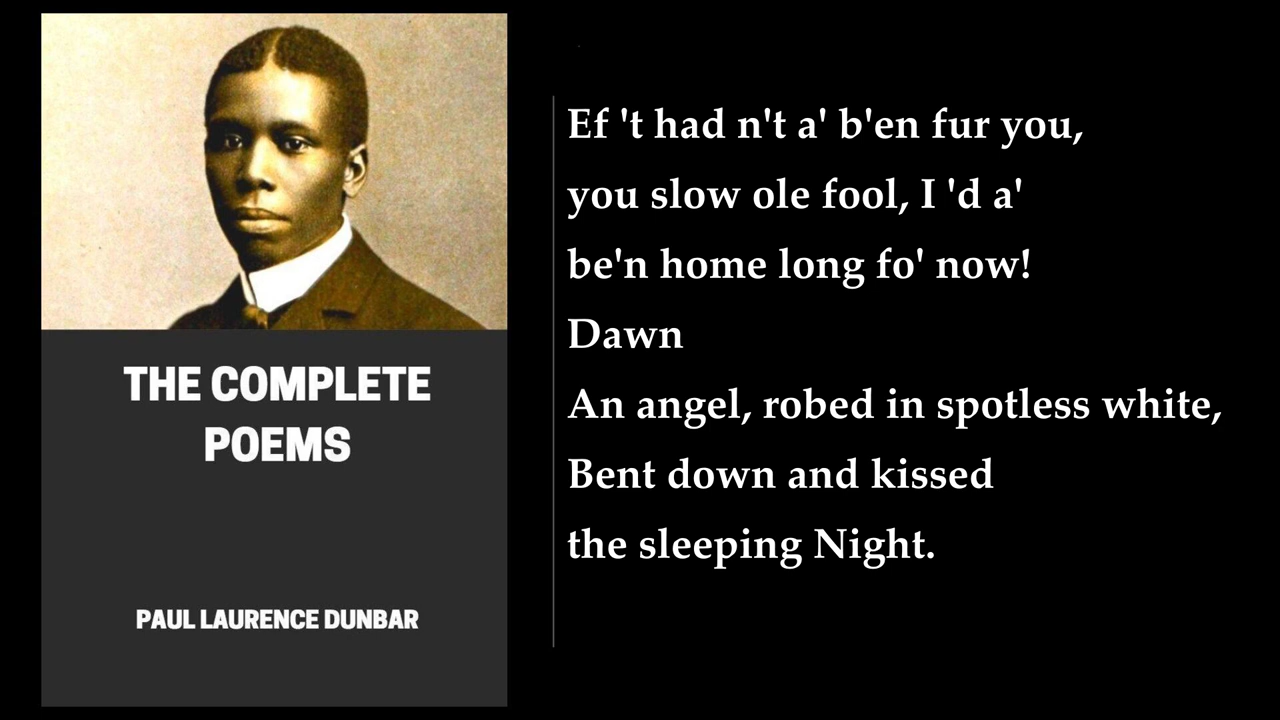 THE COMPLETE
POEMS
PAUL LAURENCE DUNBAR
Ef 't had n't a' b'en fur you,
you slow ole fool, I 'd a'
be'n home long fo' now!
Dawn
An angel, robed in spotless white,
Bent down and kissed
the sleeping Night.